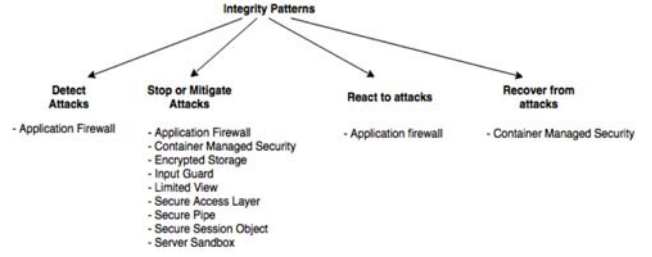 Integrity Patterns
Detect
Attacks
- Application Firewall
Stop or Mitigate
Attacks
- Application Firewall
- Container Managed Security
- Encrypted Storage
- Input Guard
- Limited View
- Secure Access Layer
- Secure Pipe
- Secure Session Object
- Server Sandbox
React to attacks
- Application firewall
Recover from
attacks
- Container Managed Security